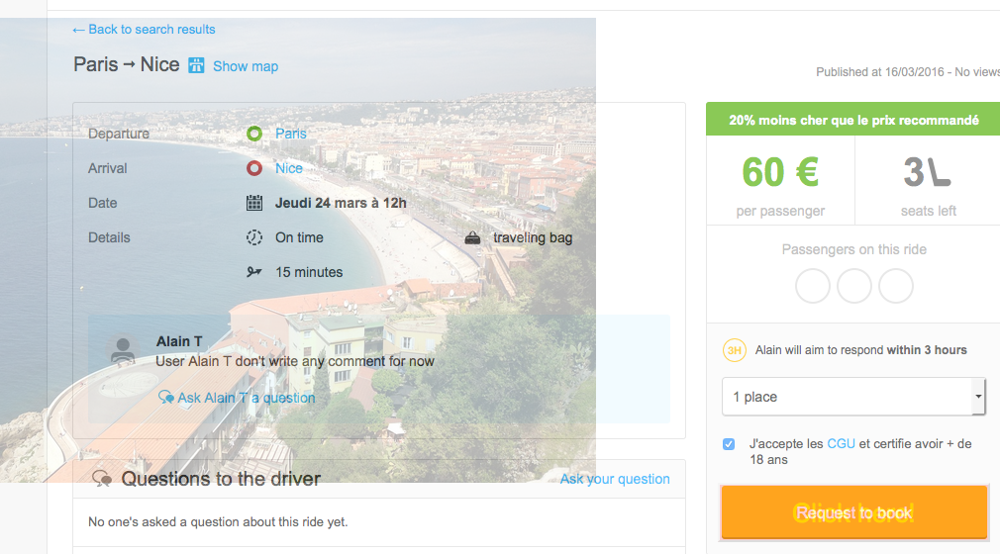 ← Back to search results
Paris → Nice Show map
Published at 16/03/2016 - No views
Departure Paris
Arrival Nice
Date Jeudi 24 mars à 12h
Details On time traveling bag
15 minutes
Alain T
User Alain T don't write any comment for now
Ask Alain T a question
Questions to the driver Ask your question
No one's asked a question about this ride yet.
20% moins cher que le prix recommandé
60 € 3
per passenger seats left
Passengers on this ride
3H Alain will aim to respond within 3 hours
1 place
J'accepte les CGU et certifie avoir + de
18 ans
Request to book
Click here!